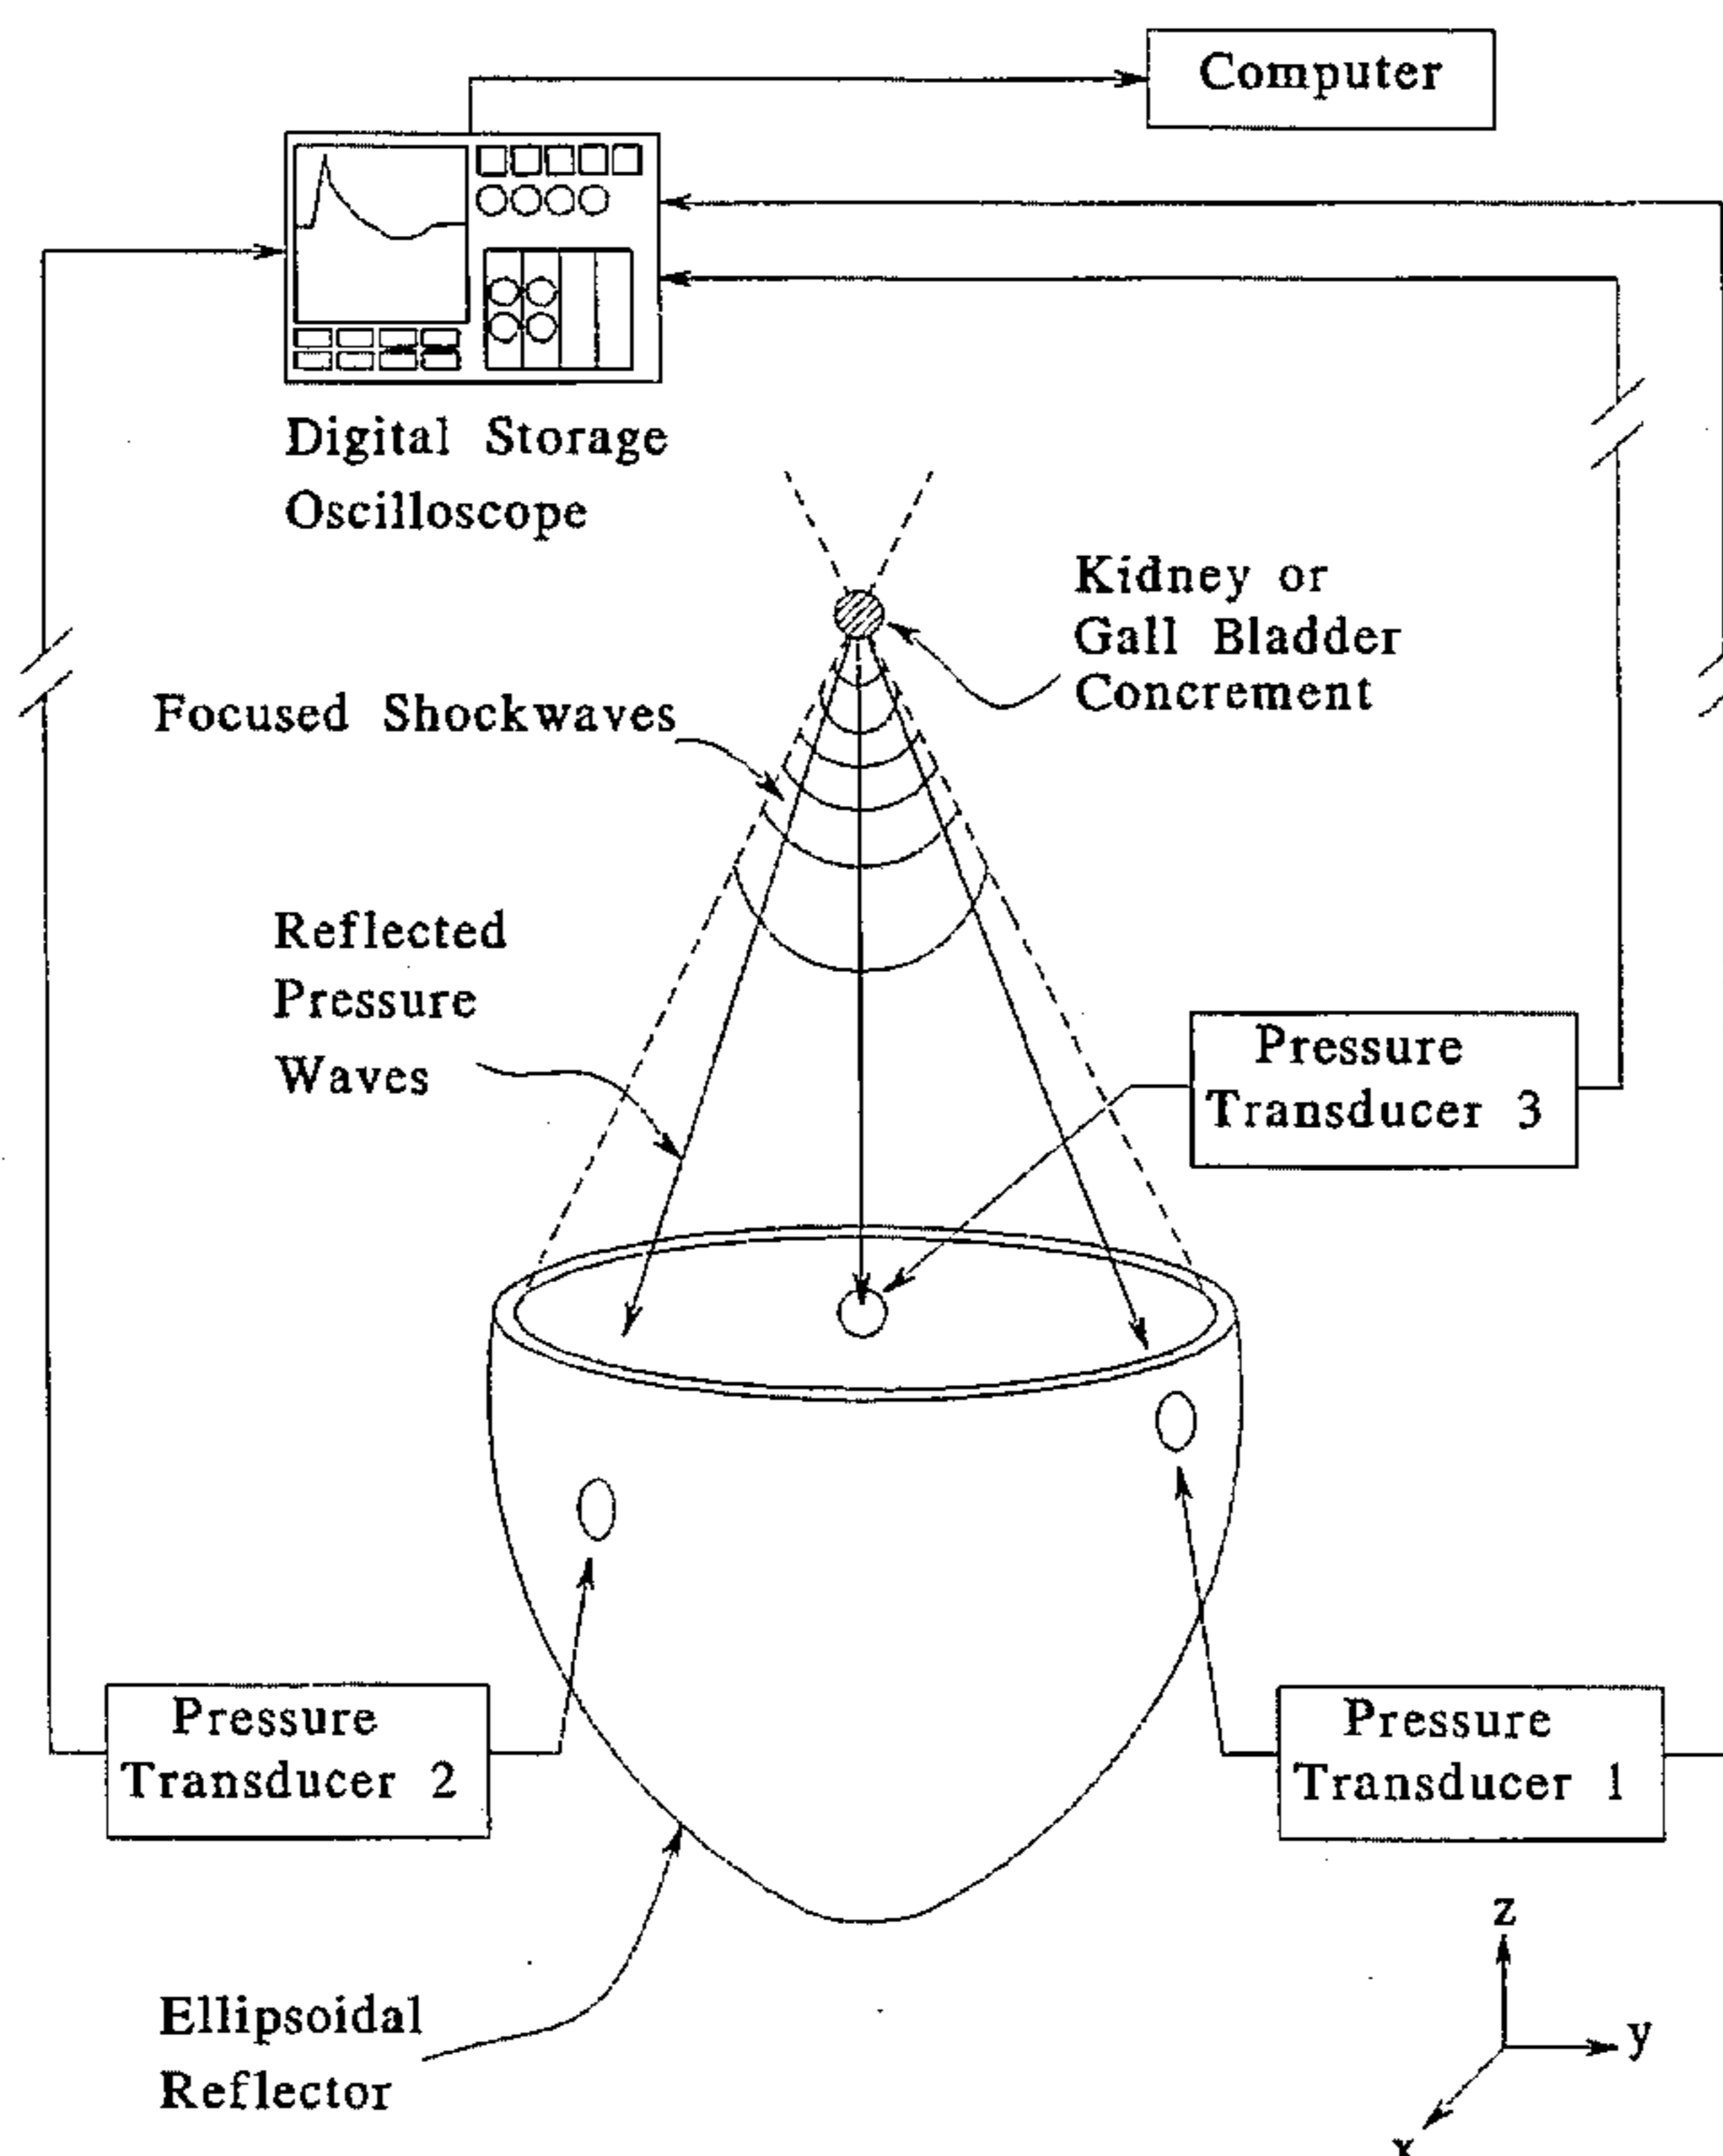 Computer
Digital Storage
Oscilloscope
Kidney or
Gall Bladder
Concrement
Focused Shockwaves
Reflected
Pressure
Waves
Pressure
Transducer 3
Pressure
Transducer 2
Pressure
Transducer 1
Ellipsoidal
Reflector
z
y
x